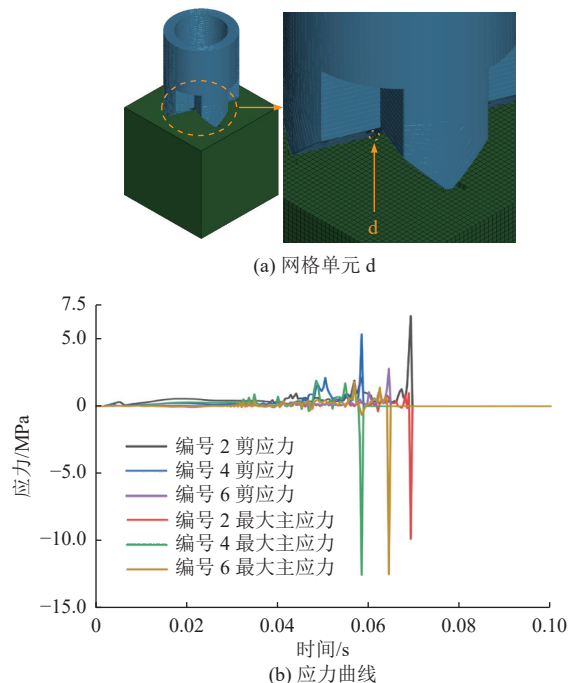 d
(a) 网格单元 d
7.5
5.0
应力/MPa
0
−5.0
−10.0
−15.0
编号 2 剪应力
编号 4 剪应力
编号 6 剪应力
编号 2 最大主应力
编号 4 最大主应力
编号 6 最大主应力
0 0.02 0.04 0.06 0.08 0.10
时间/s
(b) 应力曲线